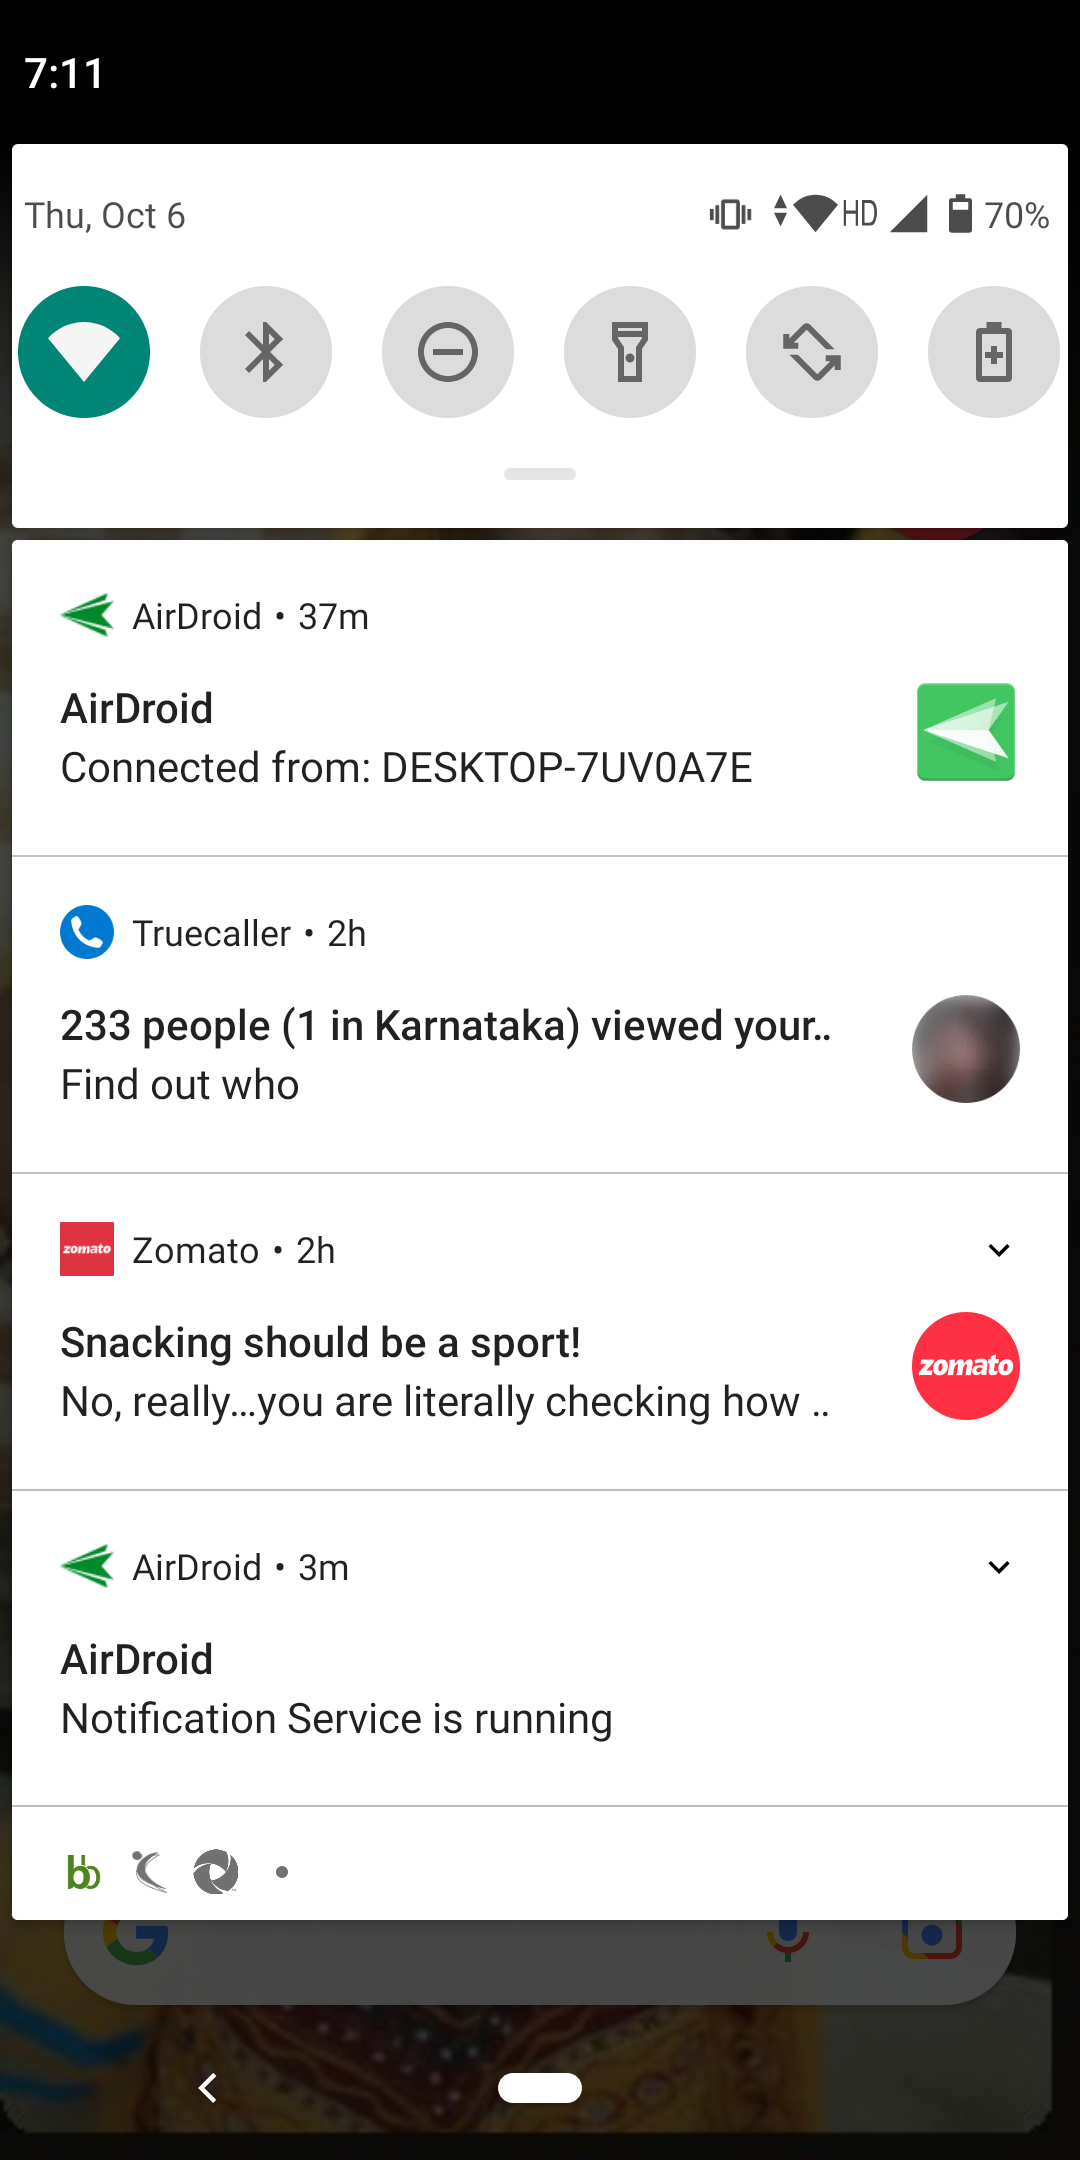 7:11
Thu, Oct 6
HD 70%
AirDroid • 37m
AirDroid
Connected from: DESKTOP-7UV0A7E
Truecaller • 2h
233 people (1 in Karnataka) viewed your..
Find out who
zomato Zomato • 2h
Snacking should be a sport!
No, really...you are literally checking how ..
zomato
AirDroid • 3m
AirDroid
Notification Service is running
bb